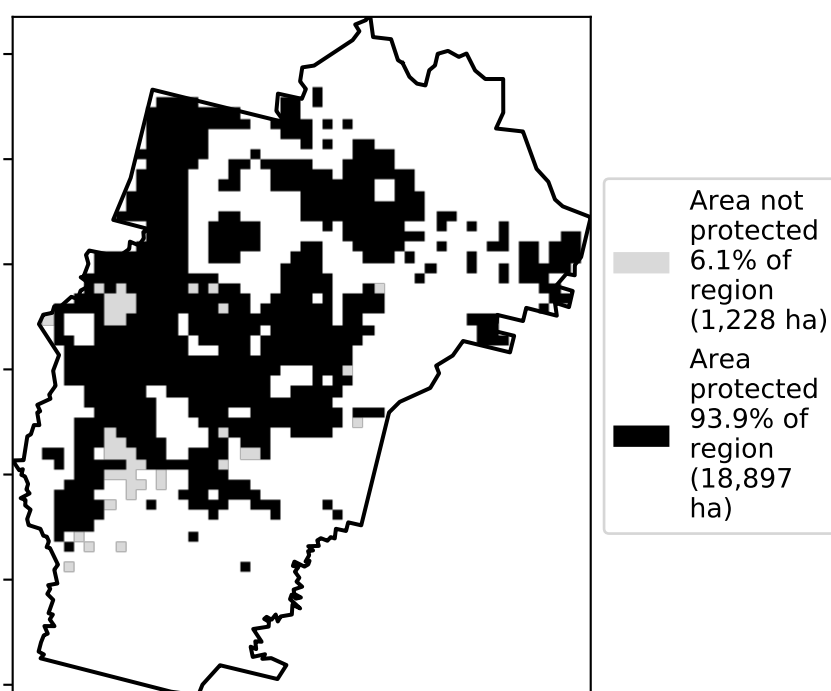 Area not
protected
6.1% of
region
(1,228 ha)
Area
protected
93.9% of
region
(18,897
ha)